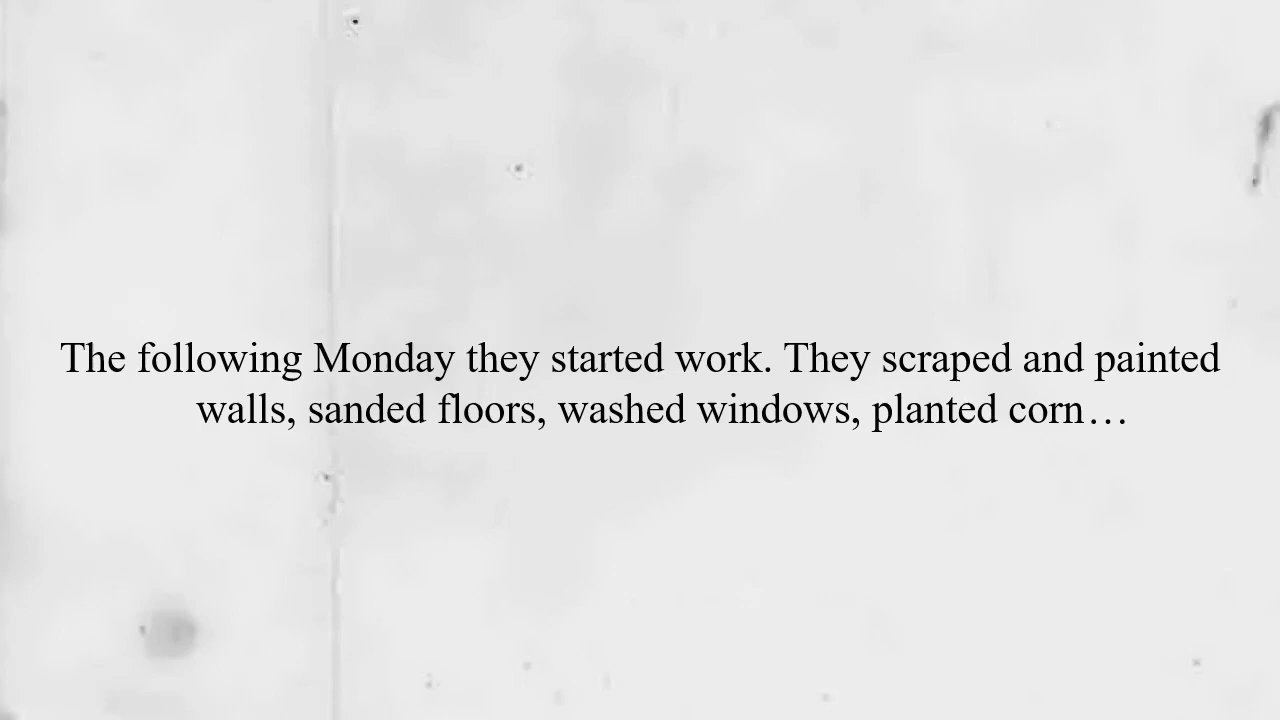 The following Monday they started work. They scraped and painted
walls, sanded floors, washed windows, planted corn…